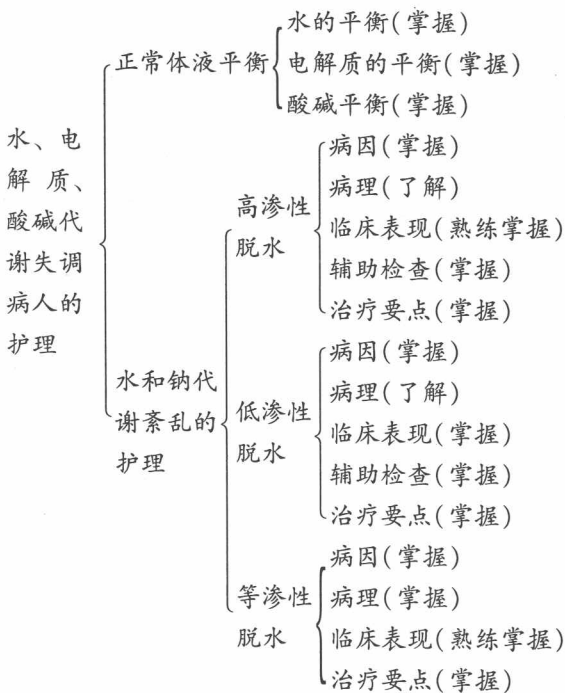 水、电
解 质、
酸碱代
谢失调
病人的
护理
正常体液平衡
水的平衡(掌握)
电解质的平衡(掌握)
酸碱平衡(掌握)
水和钠代
谢紊乱的
护理
高渗性
脱水
病因(掌握)
病理(了解)
临床表现(熟练掌握)
辅助检查(掌握)
治疗要点(掌握)
低渗性
脱水
病因(掌握)
病理(了解)
临床表现(掌握)
辅助检查(掌握)
治疗要点(掌握)
等渗性
脱水
病因(掌握)
病理(掌握)
临床表现(熟练掌握)
治疗要点(掌握)